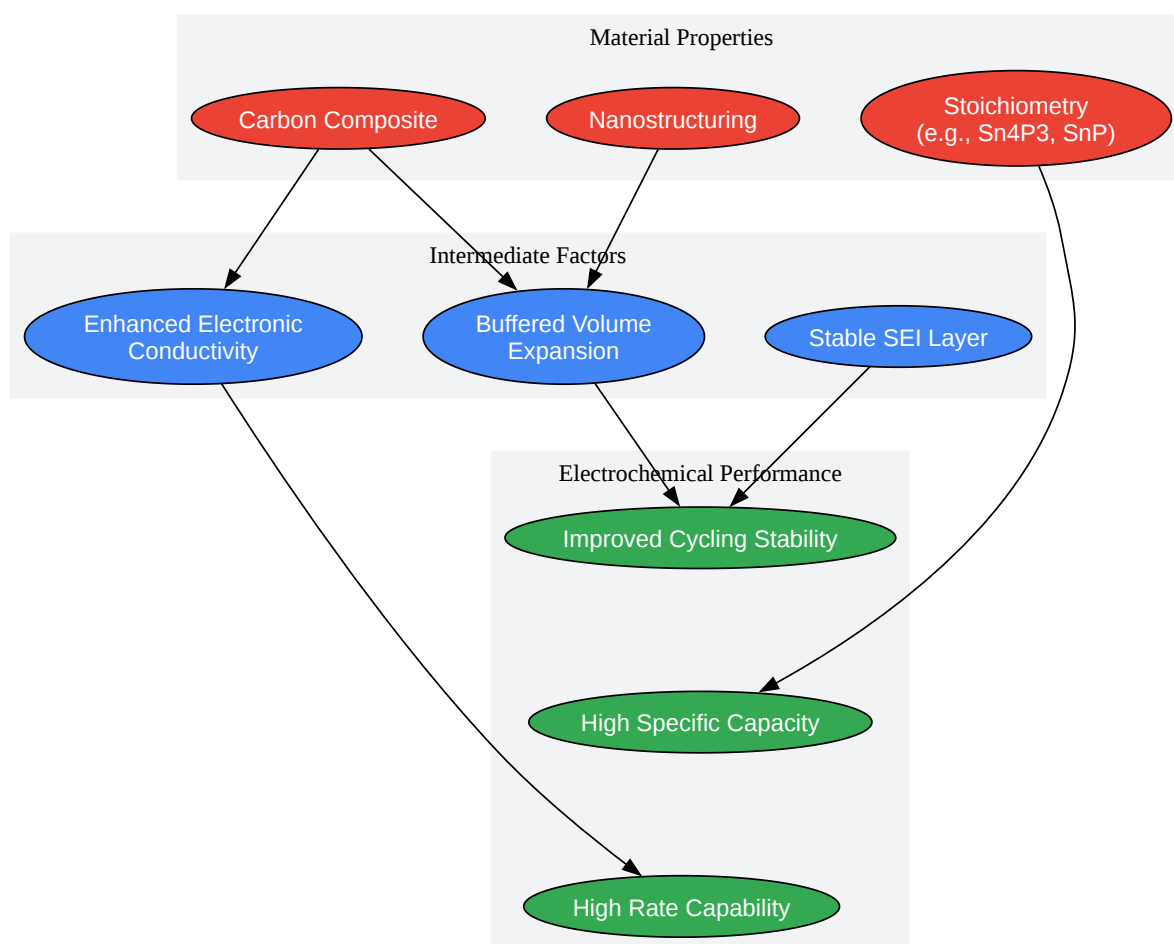 Material Properties
Carbon Composite
Nanostructuring
Stoichiometry
(e.g., Sn4P3, SnP)
Intermediate Factors
Enhanced Electronic
Conductivity
Buffered Volume
Expansion
Stable SEI Layer
Electrochemical Performance
Improved Cycling Stability
High Specific Capacity
High Rate Capability